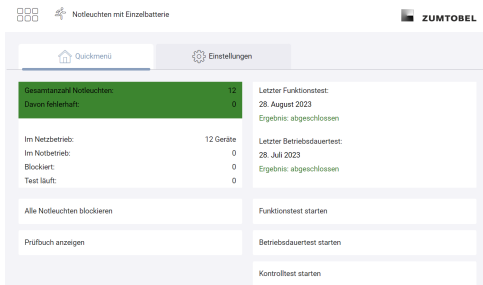 Notleuchten mit Einzelbatterie
ZUMTOBEL
Quickmenü
Einstellungen
Gesamtanzahl Notleuchten: 12
Davon fehlerhaft: 0
Im Netzbetrieb: 12 Geräte
Im Notbetrieb: 0
Blockiert: 0
Test läuft: 0
Letzter Funktionstest:
28. August 2023
Ergebnis: abgeschlossen
Letzter Betriebsdauertest:
28. Juli 2023
Ergebnis: abgeschlossen
Alle Notleuchten blockieren
Funktionstest starten
Prüfbuch anzeigen
Betriebsdauertest starten
Kontrolltest starten